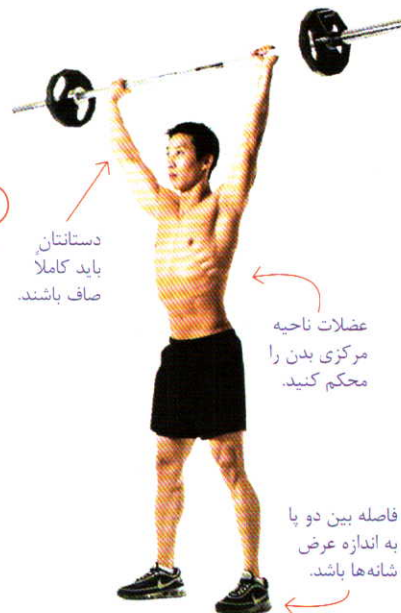 دستانتان
باید کاملاً
صاف باشند.
عضلات ناحیه
مرکزی بدن را
محکم کنید.
فاصله بین دو پا
به اندازه عرض
شانه‌ها باشد.